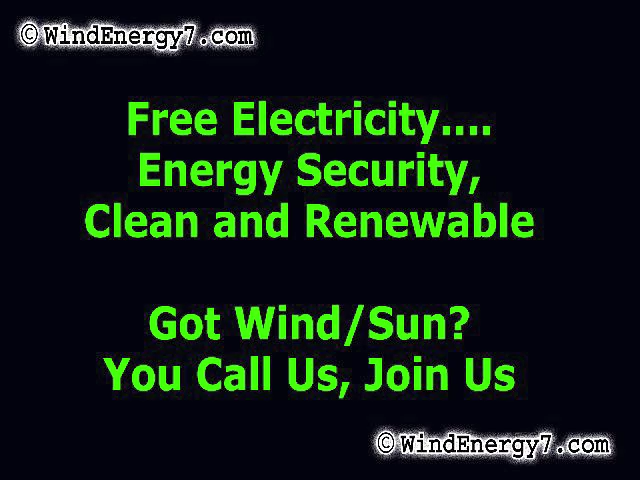 © WindEnergy7.com
Free Electricity....
Energy Security,
Clean and Renewable
Got Wind/Sun?
You Call Us, Join Us
© WindEnergy7.com